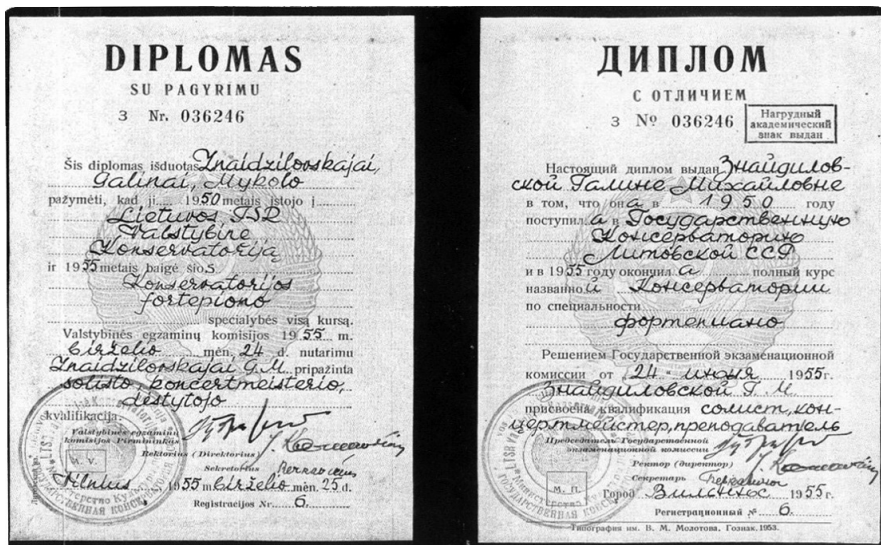 DIPLOMAS
SU PAGYRIMU
З Nr. 036246
Šis diplomas išduotas Znaidzilovskajai,
Galinai, Mykolo
pažymėti, kad ji 1950 metais įstojo į
Lietuvos TSR
Valstybinę
Konservatoriją
ir 1955 metais baigė šios
Konservatorijos
fortepiono
specialybės visą kursą.
Valstybinės egzaminų komisijos 1955 m.
birželio mėn. 24 d. nutarimu
Znaidzilovskajai G. M. pripažinta
solisto, koncertmeisterio,
dėstytojo
kvalifikacija.
Valstybinės egzaminų
komisijos Pirmininkas
Rektorius (Direktorius)
Sekretorius
M. V.
Vilnius 1955 m birželio mėn. 25 d.
Registracijos Nr 6.
ДИПЛОМ
С ОТЛИЧИЕМ
З № 036246
Нагрудный
академический
знак выдан
Настоящий диплом выдан Знайдилов-
ской Галине Михайловне
в том, что она в 1950 году
поступила в Государственную
Консерваторию
Литовской ССР
и в 1955 году окончила полный курс
названной Консерватории
по специальности
фортепиано
Решением Государственной экзаменационной
комиссии от 24 июня 1955 г.
Знайдиловской Г. М
присвоена квалификация солист, кон-
цертмейстер, преподаватель
Председатель Государственной
экзаменационной комиссии
Ректор (директор)
Секретарь
М. П.
Город Вильнюс 1955 г.
Регистрационный № 6.
Типография им. В. М. Молотова, Гознак, 1953.